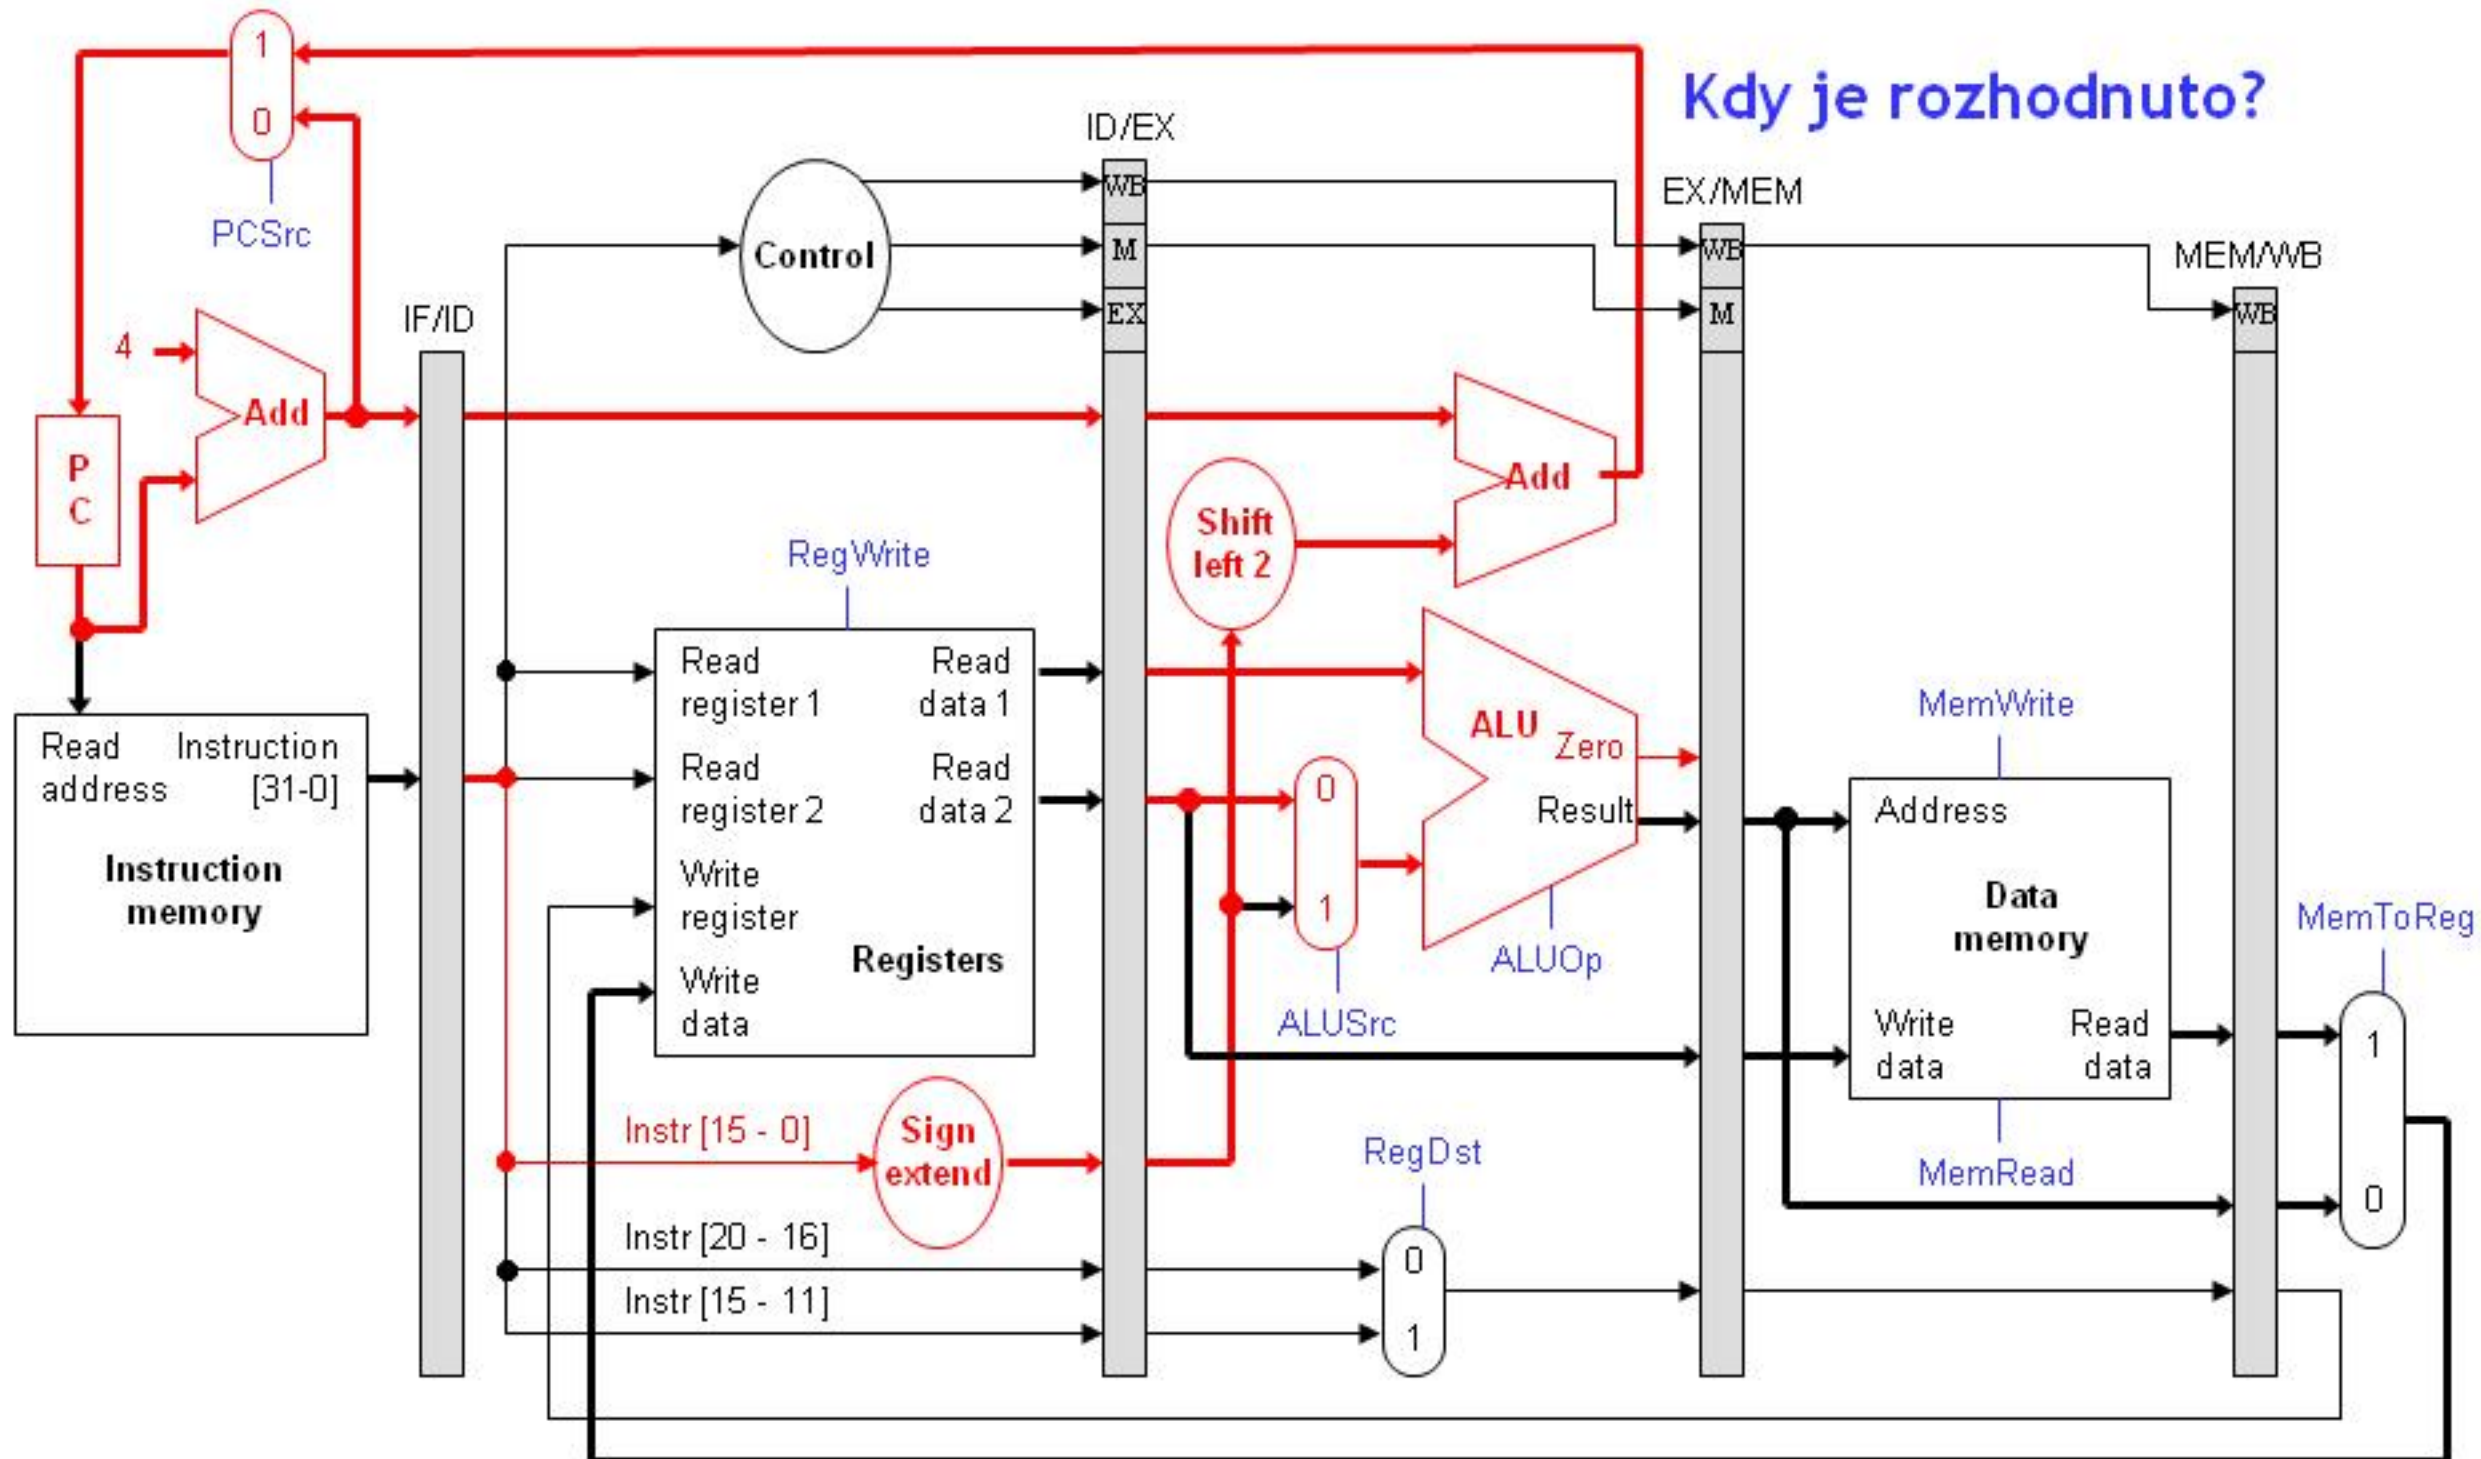 Kdy je rozhodnuto?
1
0
PCSrc
4
Add
P
C
IF/ID
Control
ID/EX
WB
M
EX
EX/MEM
WB
M
MEM/WB
WB
Add
Shift
left 2
RegWrite
Read
address
Instruction
[31-0]
Instruction
memory
Read
register 1
Read
data 1
Read
register 2
Read
data 2
Write
register
Write
data
Registers
ALU
Zero
Result
ALUOp
0
1
ALUSrc
MemWrite
Address
Data
memory
Write
data
Read
data
MemRead
MemToReg
1
0
Instr [15 - 0]
Sign
extend
Instr [20 - 16]
Instr [15 - 11]
RegDst
0
1